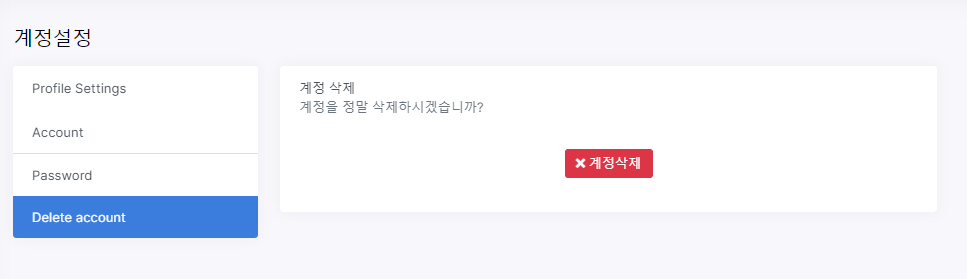 계정설정
Profile Settings
Account
Password
Delete account
계정 삭제
계정을 정말 삭제하시겠습니까?
계정삭제